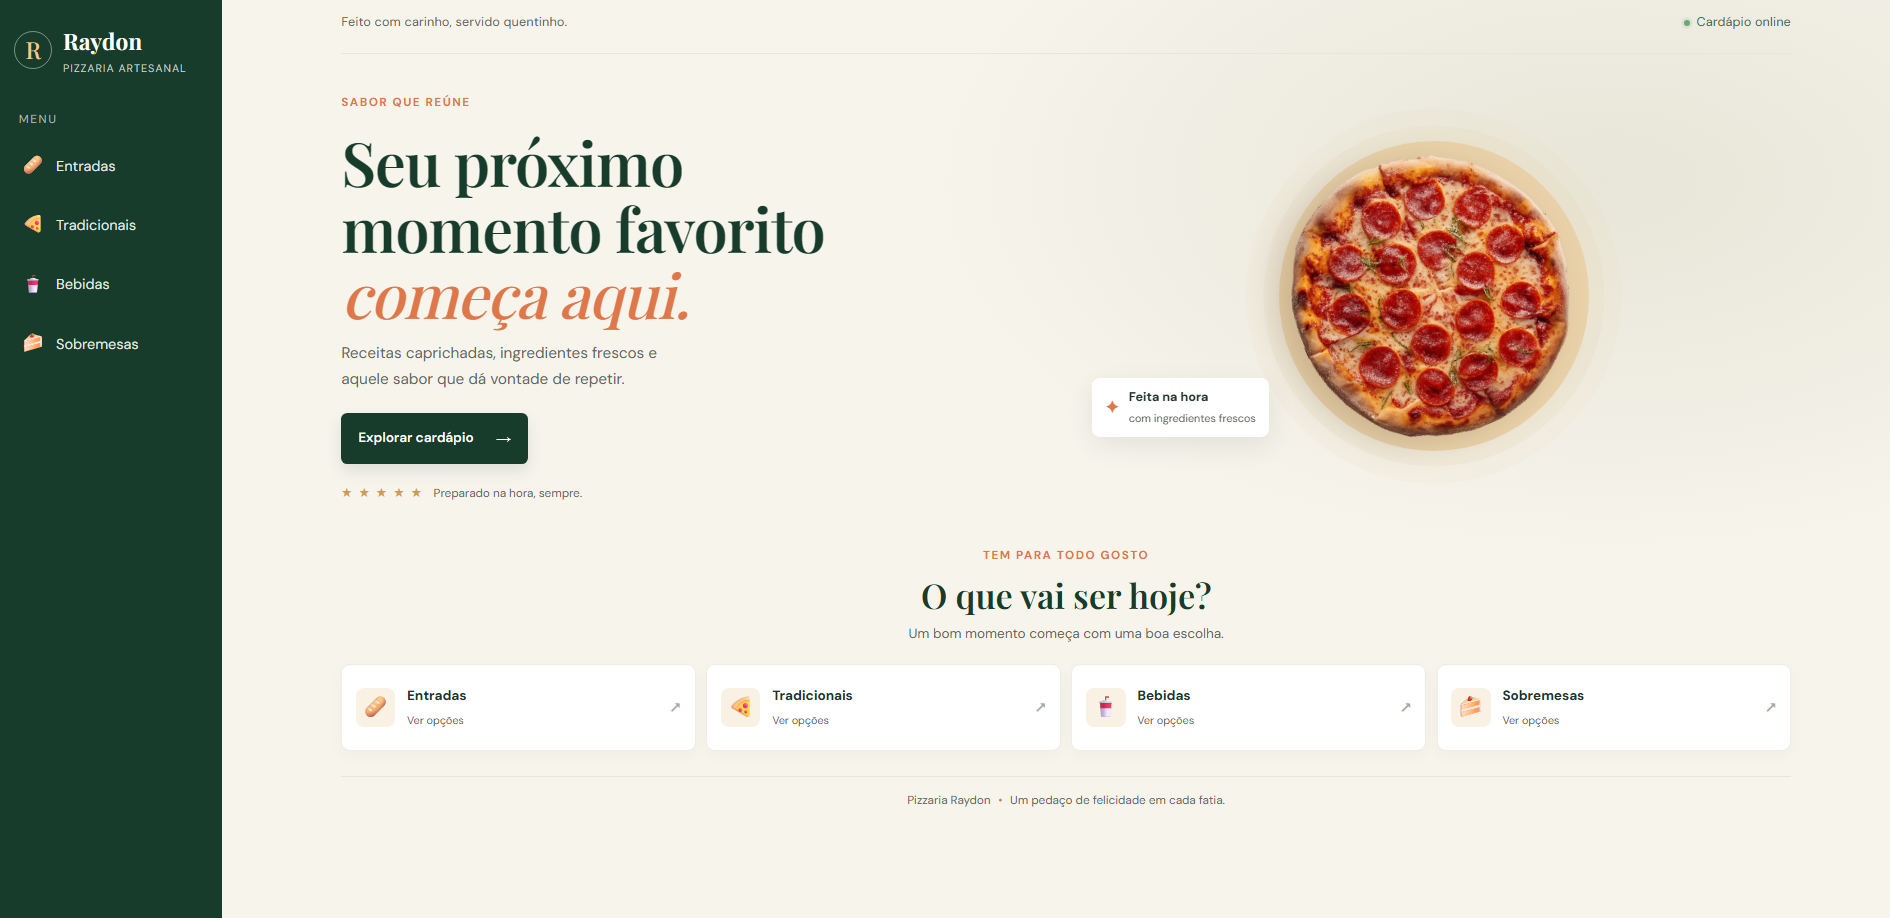 R
Raydon
PIZZARIA ARTESANAL
MENU
Entradas
Tradicionais
Bebidas
Sobremesas
Feito com carinho, servido quentinho.
Cardápio online
SABOR QUE REÚNE
Seu próximo
momento favorito
começa aqui.
Receitas caprichadas, ingredientes frescos e
aquele sabor que dá vontade de repetir.
Explorar cardápio →
★ ★ ★ ★ ★ Preparado na hora, sempre.
✦ Feita na hora
com ingredientes frescos
TEM PARA TODO GOSTO
O que vai ser hoje?
Um bom momento começa com uma boa escolha.
Entradas
Ver opções
↗
Tradicionais
Ver opções
↗
Bebidas
Ver opções
↗
Sobremesas
Ver opções
↗
Pizzaria Raydon • Um pedaço de felicidade em cada fatia.